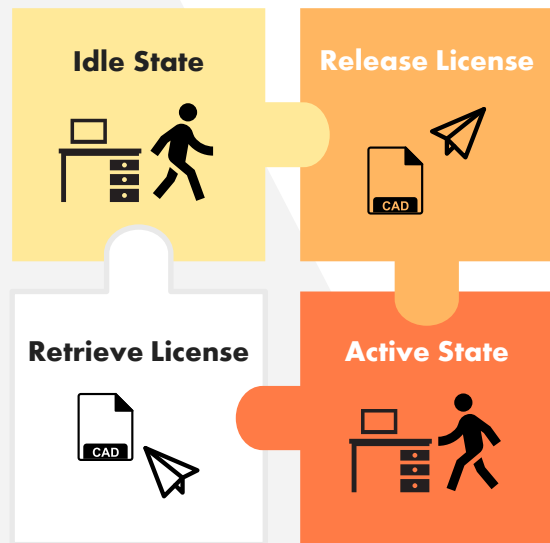 Idle State
Release License
CAD
Retrieve License
CAD
Active State